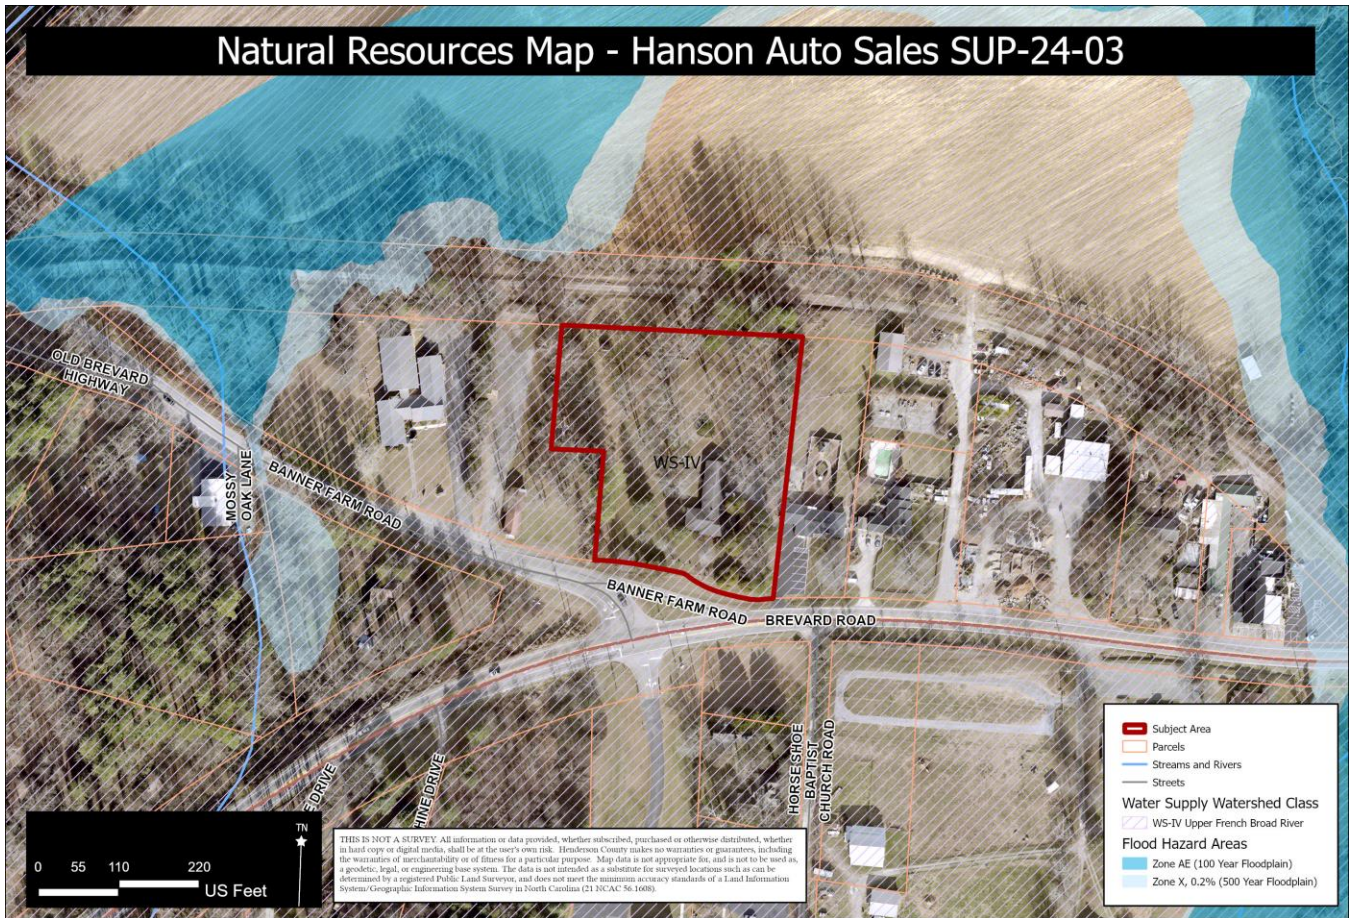 Natural Resources Map - Hanson Auto Sales SUP-24-03
OLD BREVARD
HIGHWAY
MOSSY
OAK LANE
BANNER FARM ROAD
WS-IV
BANNER FARM ROAD
BREVARD ROAD
HORSE SHOE
BAPTIST
CHURCH ROAD
E DRIVE
HINE DRIVE
Subject Area
Parcels
Streams and Rivers
Streets
Water Supply Watershed Class
WS-IV Upper French Broad River
Flood Hazard Areas
Zone AE (100 Year Floodplain)
Zone X, 0.2% (500 Year Floodplain)
TN
0 55 110 220
US Feet
THIS IS NOT A SURVEY. All information or data provided, whether subscribed, purchased or otherwise distributed, whether
in hard copy or digital media, shall be at the user's own risk. Henderson County makes no warranties or guarantees, including
the warranties of merchantability or of fitness for a particular purpose. Map data is not appropriate for, and is not to be used as,
a geodetic, legal, or engineering base system. The data is not intended as a substitute for surveyed locations such as can be
determined by a registered Public Land Surveyor, and does not meet the minimum accuracy standards of a Land Information
System/Geographic Information System Survey in North Carolina (21 NCAC 56.1608).